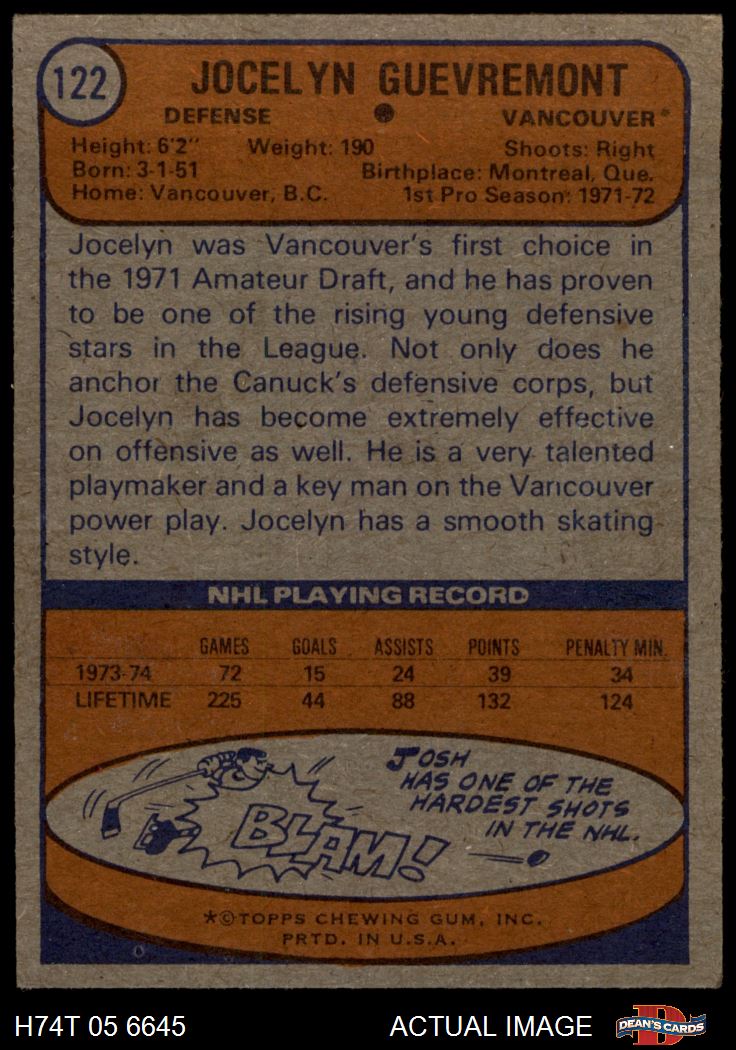 122
JOCELYN GUEVREMONT
DEFENSE
VANCOUVER*
Height: 6'2" Weight: 190 Shoots: Right
Born: 3-1-51 Birthplace: Montreal, Que.
Home: Vancouver, B.C. 1st Pro Season: 1971-72
Jocelyn was Vancouver's first choice in
the 1971 Amateur Draft, and he has proven
to be one of the rising young defensive
stars in the League. Not only does he
anchor the Canuck's defensive corps, but
Jocelyn has become extremely effective
on offensive as well. He is a very talented
playmaker and a key man on the Vancouver
power play. Jocelyn has a smooth skating
style.
NHL PLAYING RECORD
GAMES GOALS ASSISTS POINTS PENALTY MIN.
1973-74 72 15 24 39 34
LIFETIME 225 44 88 132 124
JOSH
HAS ONE OF THE
HARDEST SHOTS
IN THE NHL.
BLAM!
*©TOPPS CHEWING GUM, INC.
PRTD. IN U.S.A.
H74T 05 6645 ACTUAL IMAGE
D
DEAN'S CARDS